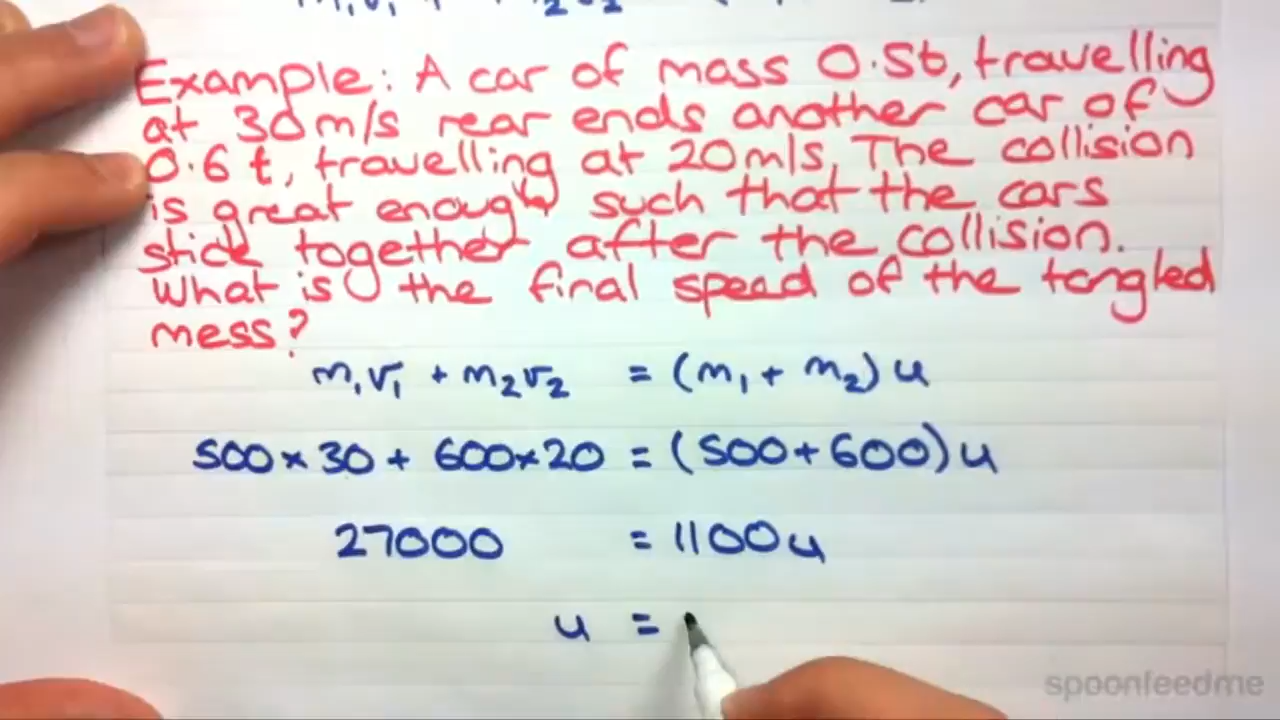 Example: A car of mass 0.5t, travelling
at 30m/s rear ends another car of
0.6 t, travelling at 20m/s. The collision
is great enough such that the cars
stick together after the collision.
What is the final speed of the tangled
mess?
m₁v₁ + m₂v₂ = (m₁ + m₂) u
500 × 30 + 600 × 20 = (500 + 600) u
27000 = 1100u
u =
spoonfeedme